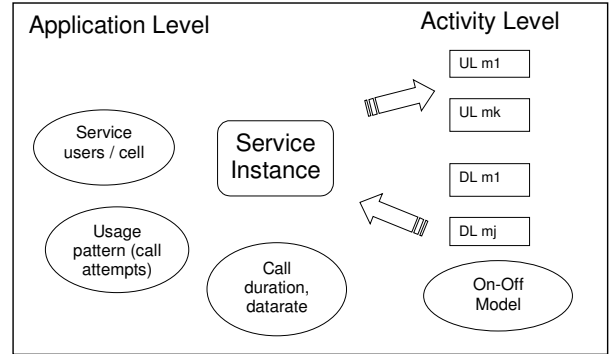 Application Level
Activity Level
UL m1
UL mk
DL m1
DL mj
On-Off
Model
Service
users / cell
Service
Instance
Usage
pattern (call
attempts)
Call
duration,
datarate